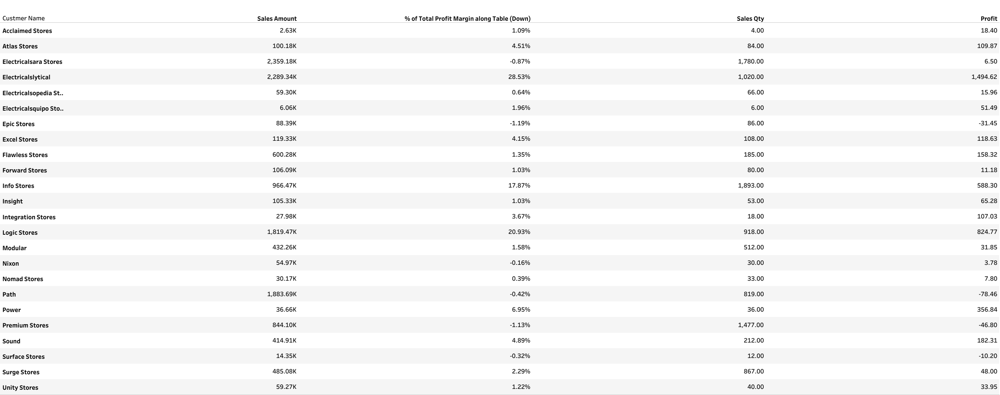 Custmer Name Sales Amount % of Total Profit Margin along Table (Down) Sales Qty Profit
Acclaimed Stores 2.63K 1.09% 4.00 18.40
Atlas Stores 100.18K 4.51% 84.00 109.87
Electricalsara Stores 2,359.18K -0.87% 1,780.00 6.50
Electricalslytical 2,289.34K 28.53% 1,020.00 1,494.62
Electricalsopedia St.. 59.30K 0.64% 66.00 15.96
Electricalsquipo Sto.. 6.06K 1.96% 6.00 51.49
Epic Stores 88.39K -1.19% 86.00 -31.45
Excel Stores 119.33K 4.15% 108.00 118.63
Flawless Stores 600.28K 1.35% 185.00 158.32
Forward Stores 106.09K 1.03% 80.00 11.18
Info Stores 966.47K 17.87% 1,893.00 588.30
Insight 105.33K 1.03% 53.00 65.28
Integration Stores 27.98K 3.67% 18.00 107.03
Logic Stores 1,819.47K 20.93% 918.00 824.77
Modular 432.26K 1.58% 512.00 31.85
Nixon 54.97K -0.16% 30.00 3.78
Nomad Stores 30.17K 0.39% 33.00 7.80
Path 1,883.69K -0.42% 819.00 -78.46
Power 36.66K 6.95% 36.00 356.84
Premium Stores 844.10K -1.13% 1,477.00 -46.80
Sound 414.91K 4.89% 212.00 182.31
Surface Stores 14.35K -0.32% 12.00 -10.20
Surge Stores 485.08K 2.29% 867.00 48.00
Unity Stores 59.27K 1.22% 40.00 33.95